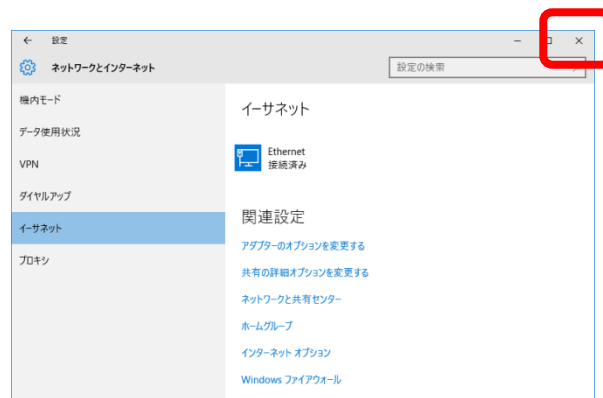 設定
ネットワークとインターネット
設定の検索
機内モード
データ使用状況
VPN
ダイヤルアップ
イーサネット
プロキシ
イーサネット
Ethernet
接続済み
関連設定
アダプターのオプションを変更する
共有の詳細オプションを変更する
ネットワークと共有センター
ホームグループ
インターネット オプション
Windows ファイアウォール